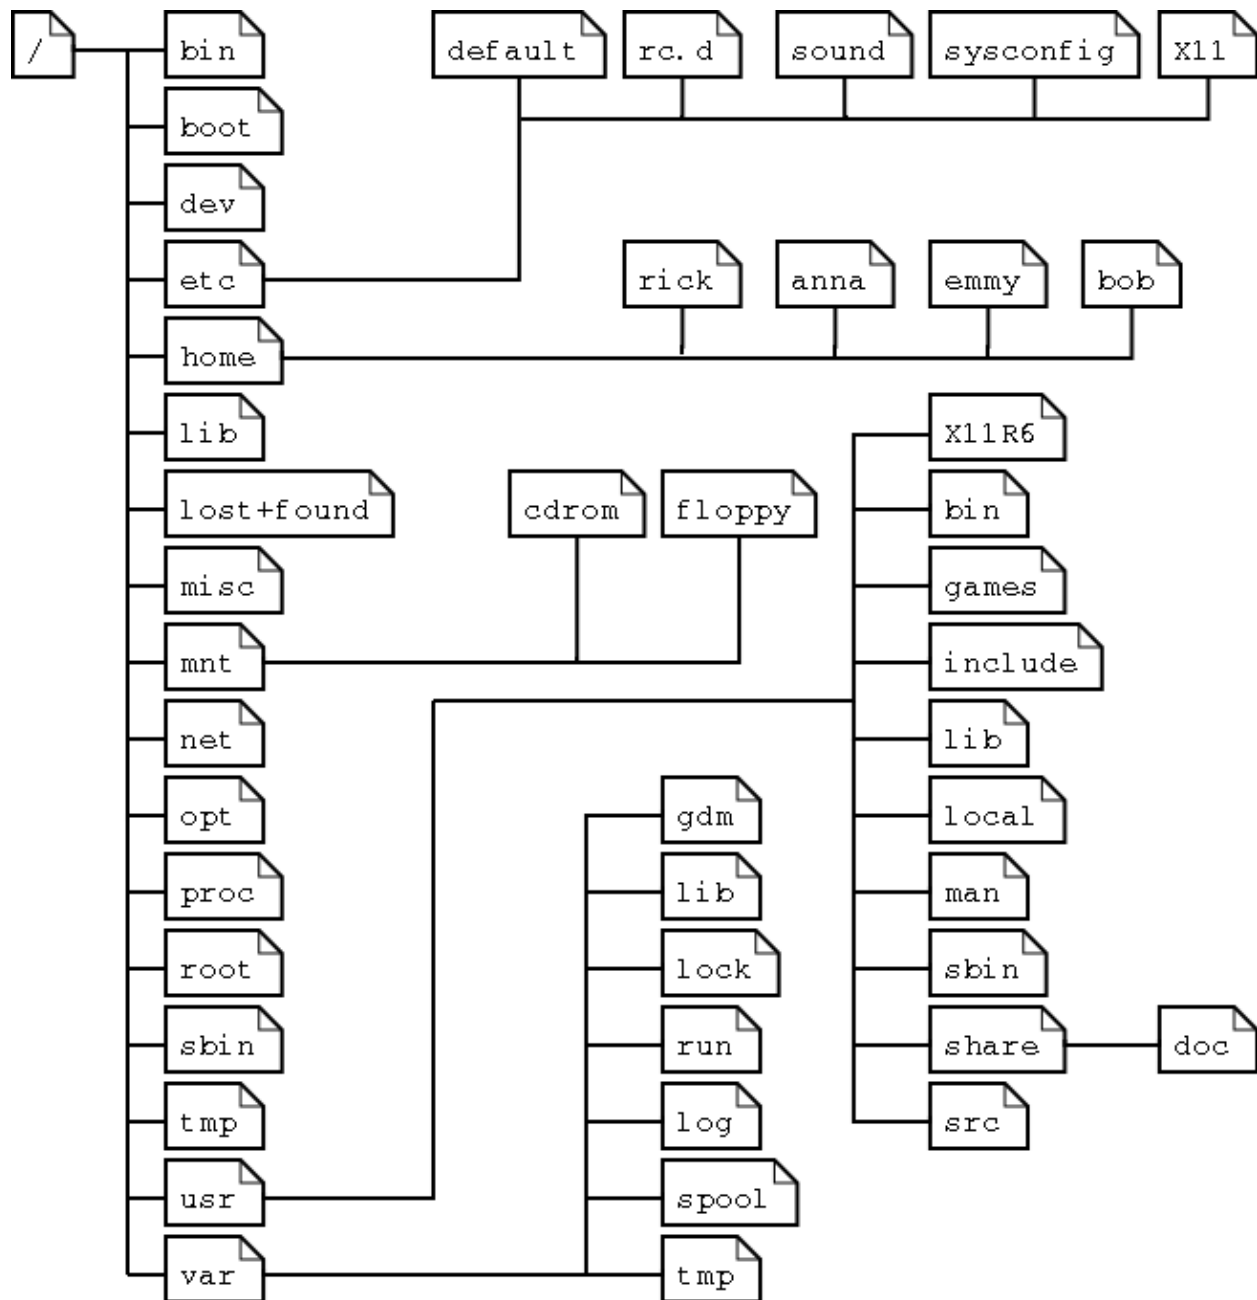 / bin default rc.d sound sysconfig X11
boot
dev
etc rick anna emmy bob
home
lib X11R6
lost+found cdrom floppy bin
misc games
mnt include
net lib
opt gdm local
proc lib man
root lock sbin
sbin run share doc
tmp log src
usr spool
var tmp